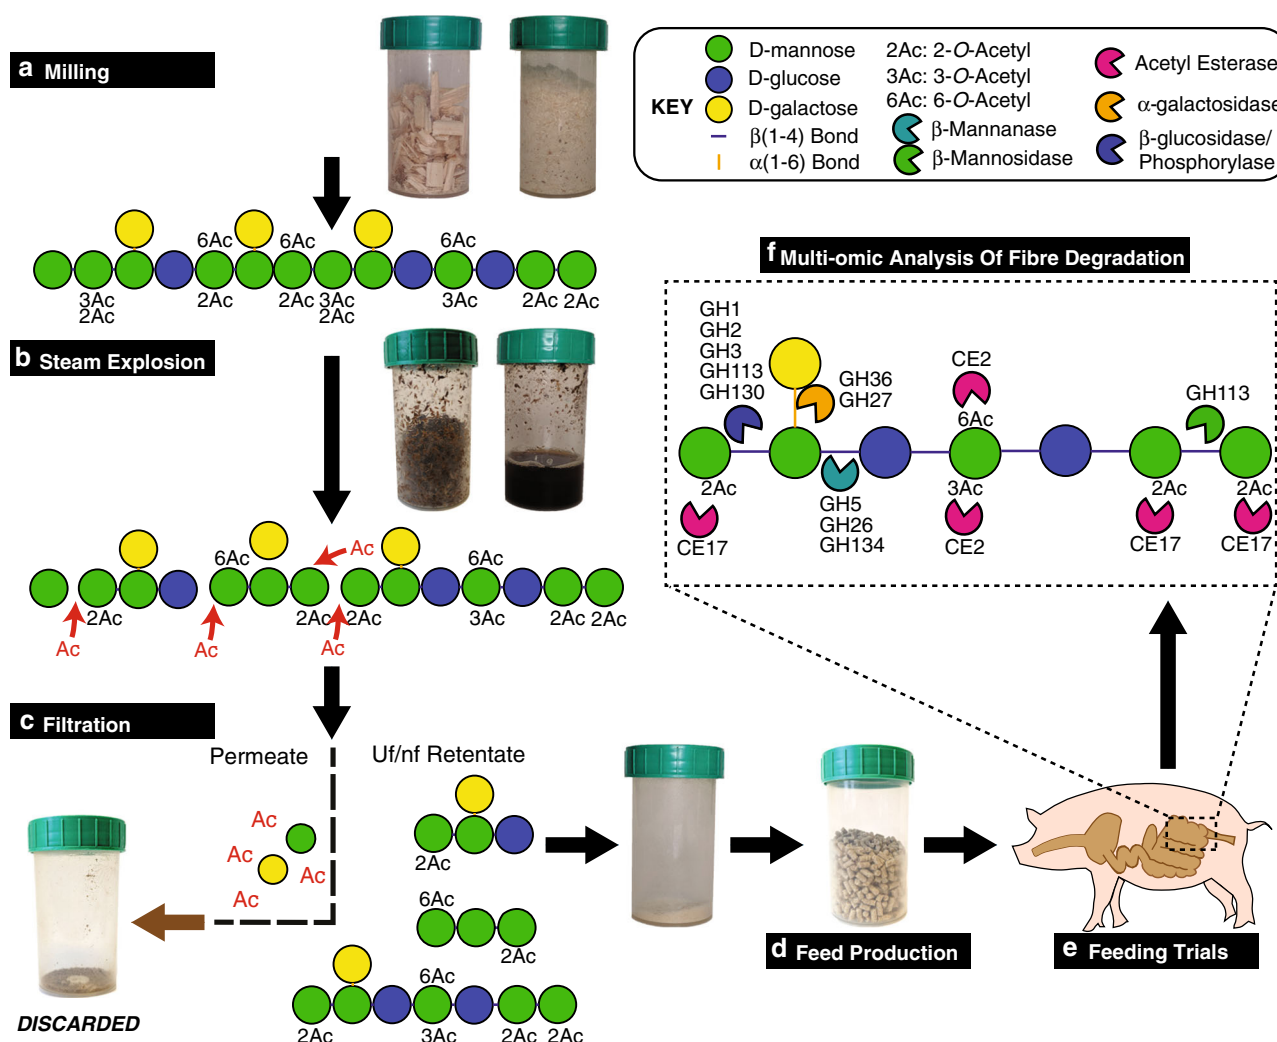 a Milling
KEY
D-mannose
D-glucose
D-galactose
β(1-4) Bond
α(1-6) Bond
2Ac: 2-O-Acetyl
3Ac: 3-O-Acetyl
6Ac: 6-O-Acetyl
β-Mannanase
β-Mannosidase
Acetyl Esterase
α-galactosidase
β-glucosidase/
Phosphorylase
6Ac 6Ac 6Ac
3Ac 2Ac 2Ac 3Ac 3Ac 2Ac 2Ac
2Ac 2Ac
b Steam Explosion
6Ac Ac 6Ac
2Ac 2Ac 2Ac 3Ac 2Ac 2Ac
Ac Ac Ac
c Filtration
Permeate
Ac
Ac
Ac
Ac
DISCARDED
Uf/nf Retentate
2Ac
6Ac
2Ac
6Ac
2Ac 3Ac 2Ac 2Ac
d Feed Production
e Feeding Trials
f Multi-omic Analysis Of Fibre Degradation
GH1
GH2
GH3
GH113
GH130
GH36
GH27
CE2
6Ac
GH113
2Ac 3Ac 2Ac 2Ac
GH5
GH26
GH134
CE17 CE2 CE17 CE17